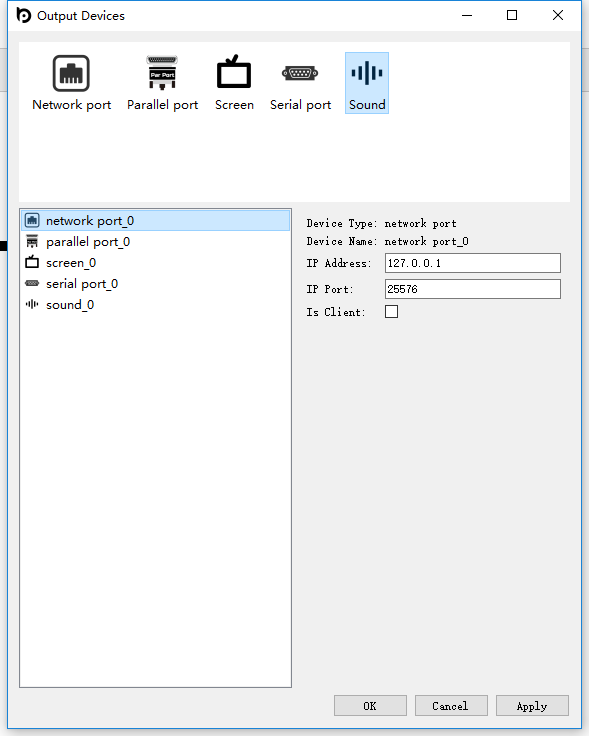 Output Devices
Par Port
Network port
Parallel port
Screen
Serial port
Sound
network port_0
parallel port_0
screen_0
serial port_0
sound_0
Device Type: network port
Device Name: network port_0
IP Address: 127.0.0.1
IP Port: 25576
Is Client:
OK
Cancel
Apply